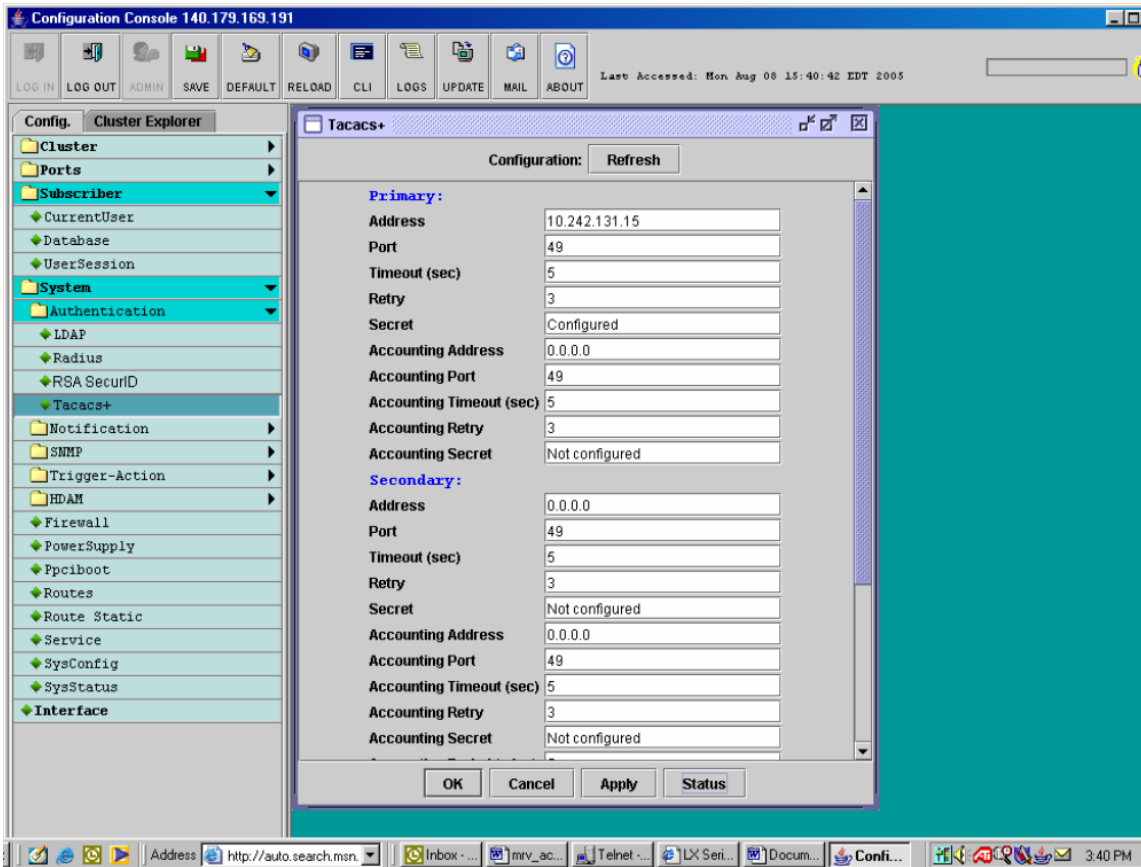 Configuration Console 140.179.169.191
LOG IN LOG OUT ADMIN SAVE DEFAULT RELOAD CLI LOGS UPDATE MAIL ABOUT
Last Accessed: Mon Aug 08 15:40:42 EDT 2005
Config. Cluster Explorer
Cluster
Ports
Subscriber
CurrentUser
Database
UserSession
System
Authentication
LDAP
Radius
RSA SecurID
Tacacs+
Notification
SNMP
Trigger-Action
HDAM
Firewall
PowerSupply
Ppciboot
Routes
Route Static
Service
SysConfig
SysStatus
Interface
Tacacs+
Configuration: Refresh
Primary:
Address 10.242.131.15
Port 49
Timeout (sec) 5
Retry 3
Secret Configured
Accounting Address 0.0.0.0
Accounting Port 49
Accounting Timeout (sec) 5
Accounting Retry 3
Accounting Secret Not configured
Secondary:
Address 0.0.0.0
Port 49
Timeout (sec) 5
Retry 3
Secret Not configured
Accounting Address 0.0.0.0
Accounting Port 49
Accounting Timeout (sec) 5
Accounting Retry 3
Accounting Secret Not configured
OK Cancel Apply Status
Address http://auto.search.msn. Inbox - ... mrv_ac... Telnet -... LX Seri... Docum... Confi... 3:40 PM